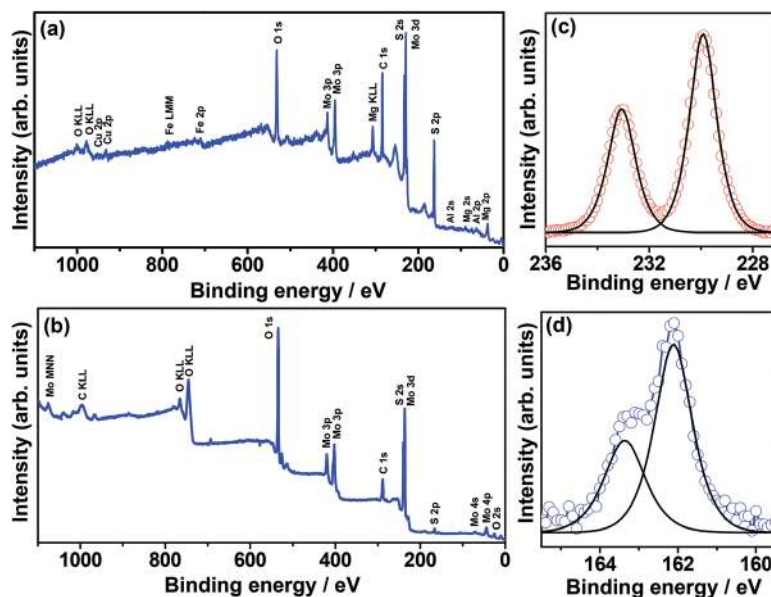 (a)
Intensity (arb. units)
O KLL
O KLL
Cu 2p
Cu 2p
Fe LMM
Fe 2p
O 1s
Mo 3p
Mo 3p
Mg KLL
C 1s
S 2s
Mo 3d
S 2p
Al 2s
Mg 2s
Al 2p
Mg 2p
1000 800 600 400 200 0
Binding energy / eV
(c)
Intensity (arb. units)
236 232 228
Binding energy / eV
(b)
Intensity (arb. units)
Mo MNN
C KLL
O KLL
O KLL
O 1s
Mo 3p
Mo 3p
C 1s
S 2s
Mo 3d
S 2p
Mo 4s
Mo 4p
O 2s
1000 800 600 400 200 0
Binding energy / eV
(d)
Intensity (arb. units)
164 162 160
Binding energy / eV